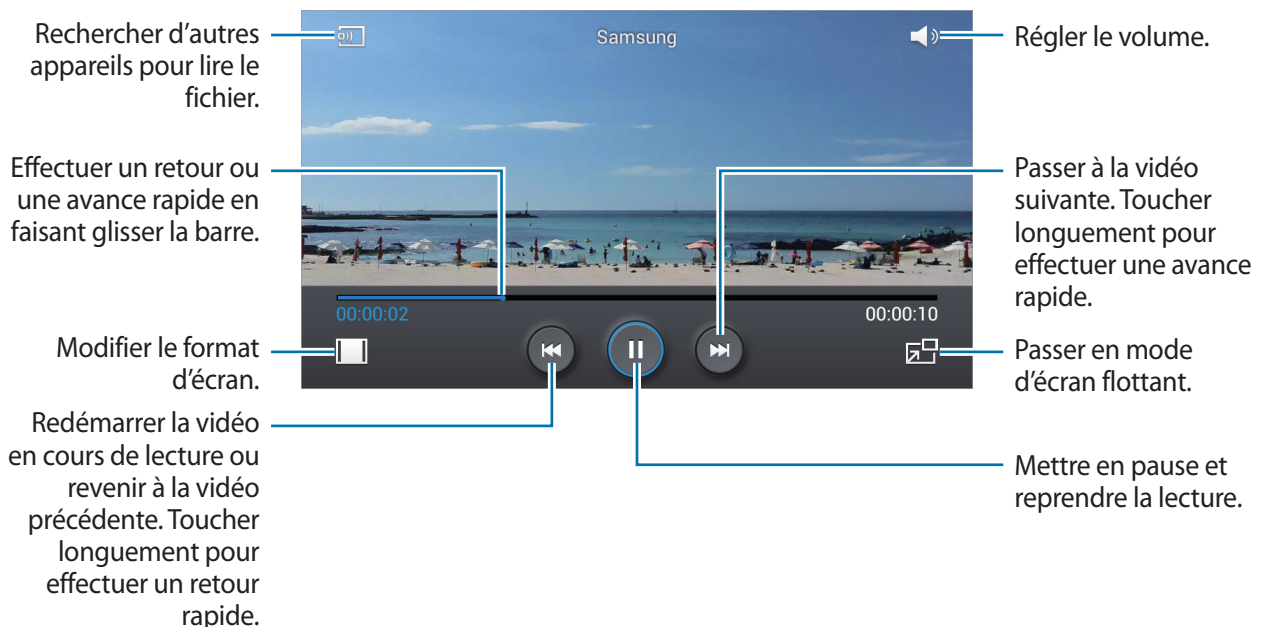 Rechercher d'autres
appareils pour lire le
fichier.
Samsung
Régler le volume.
Effectuer un retour ou
une avance rapide en
faisant glisser la barre.
Passer à la vidéo
suivante. Toucher
longuement pour
effectuer une avance
rapide.
00:00:02
00:00:10
Modifier le format
d'écran.
Passer en mode
d'écran flottant.
Redémarrer la vidéo
en cours de lecture ou
revenir à la vidéo
précédente. Toucher
longuement pour
effectuer un retour
rapide.
Mettre en pause et
reprendre la lecture.